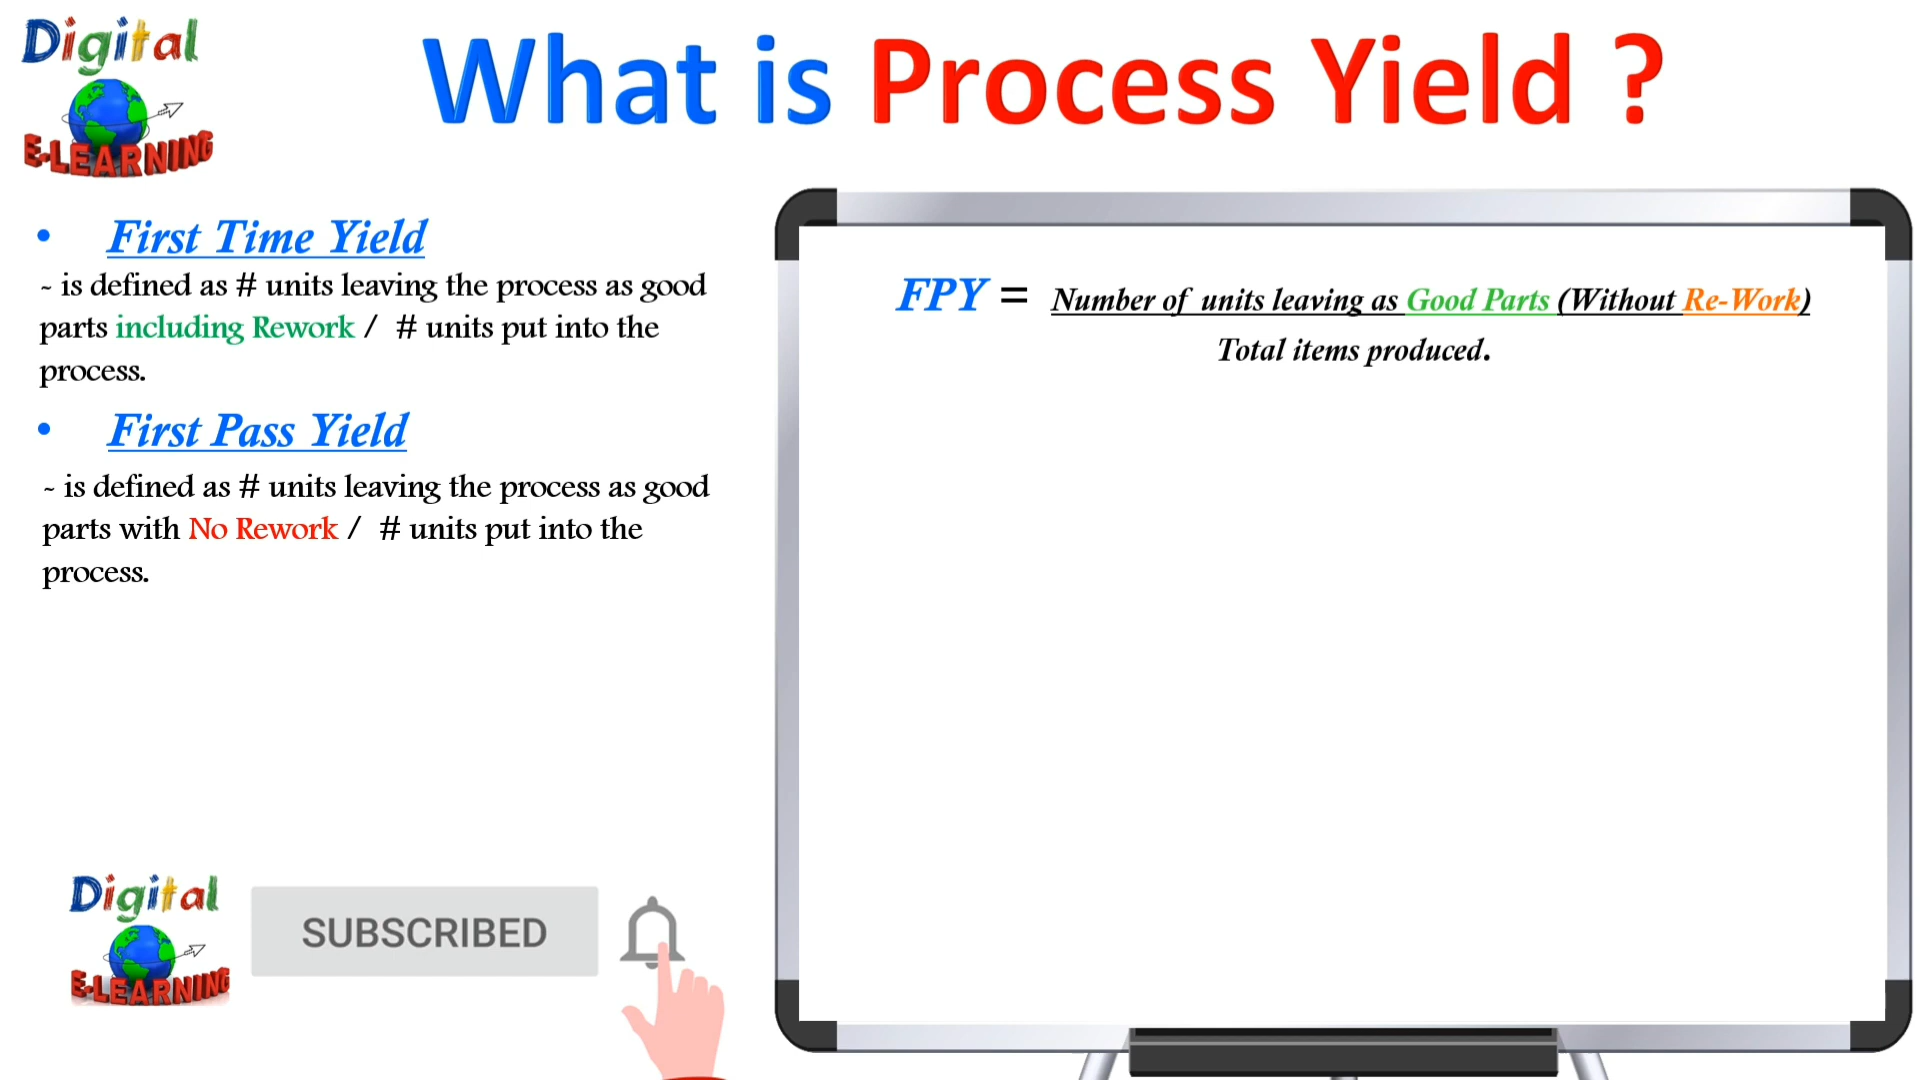 Digital
E-LEARNING
What is Process Yield ?
• First Time Yield
- is defined as # units leaving the process as good
parts including Rework / # units put into the
process.
• First Pass Yield
- is defined as # units leaving the process as good
parts with No Rework / # units put into the
process.
FPY = Number of units leaving as Good Parts (Without Re-Work)
Total items produced.
Digital
E-LEARNING
SUBSCRIBED